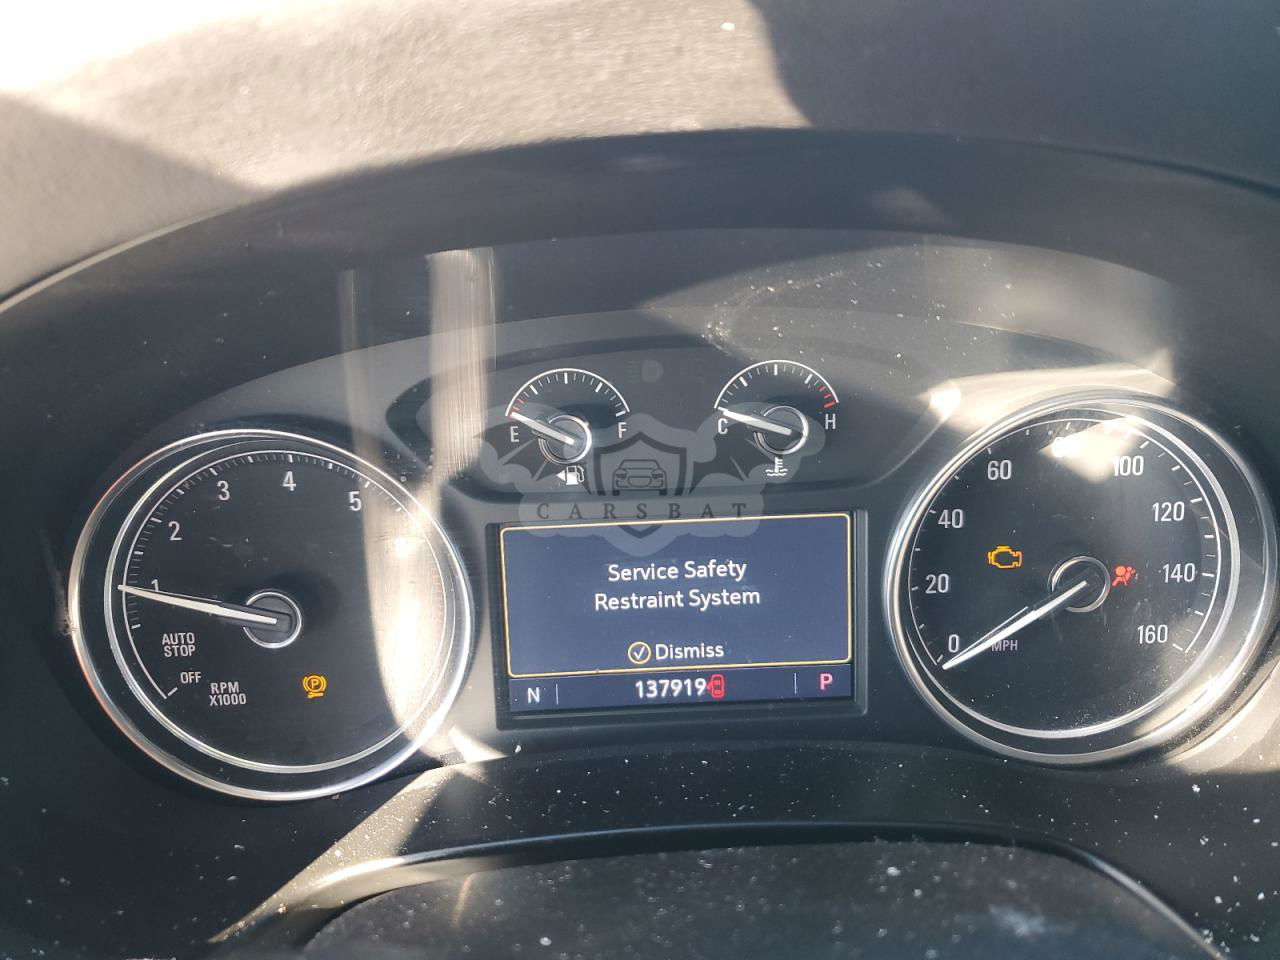 E F
C H
CARSBAT
1 2 3 4 5
AUTO
STOP
OFF
RPM
X1000
Service Safety
Restraint System
Dismiss
N 137919 P
0 20 40 60 100 120 140 160
MPH